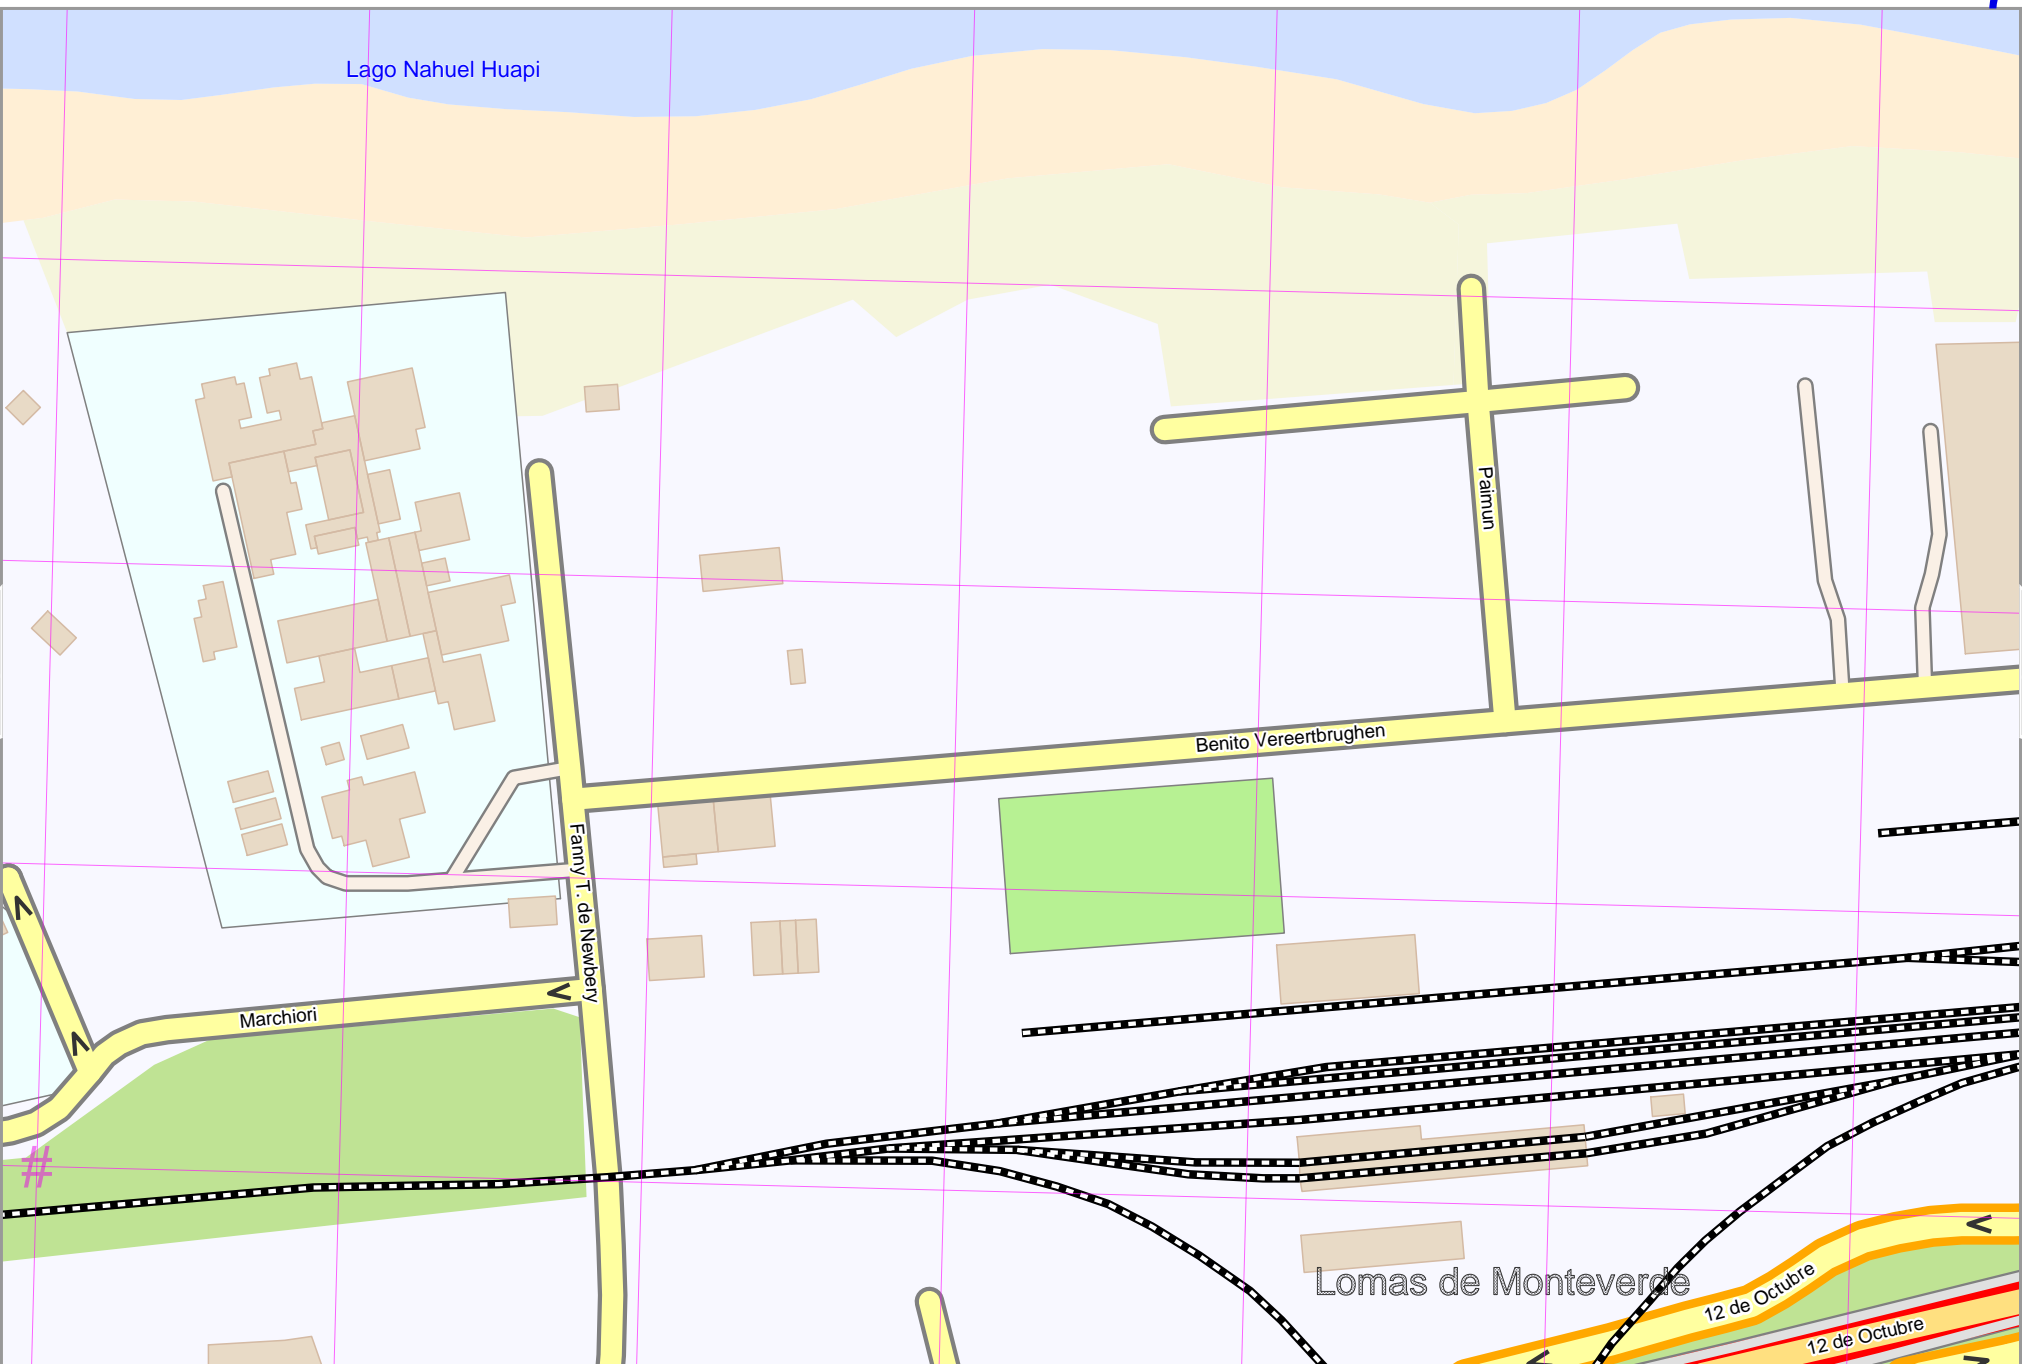 Lago Nahuel Huapi
Paimun
Benito Vereertbrughen
Fanny T. de Newbery
Marchiori
#
Lomas de Monteverde
12 de Octubre
12 de Octubre